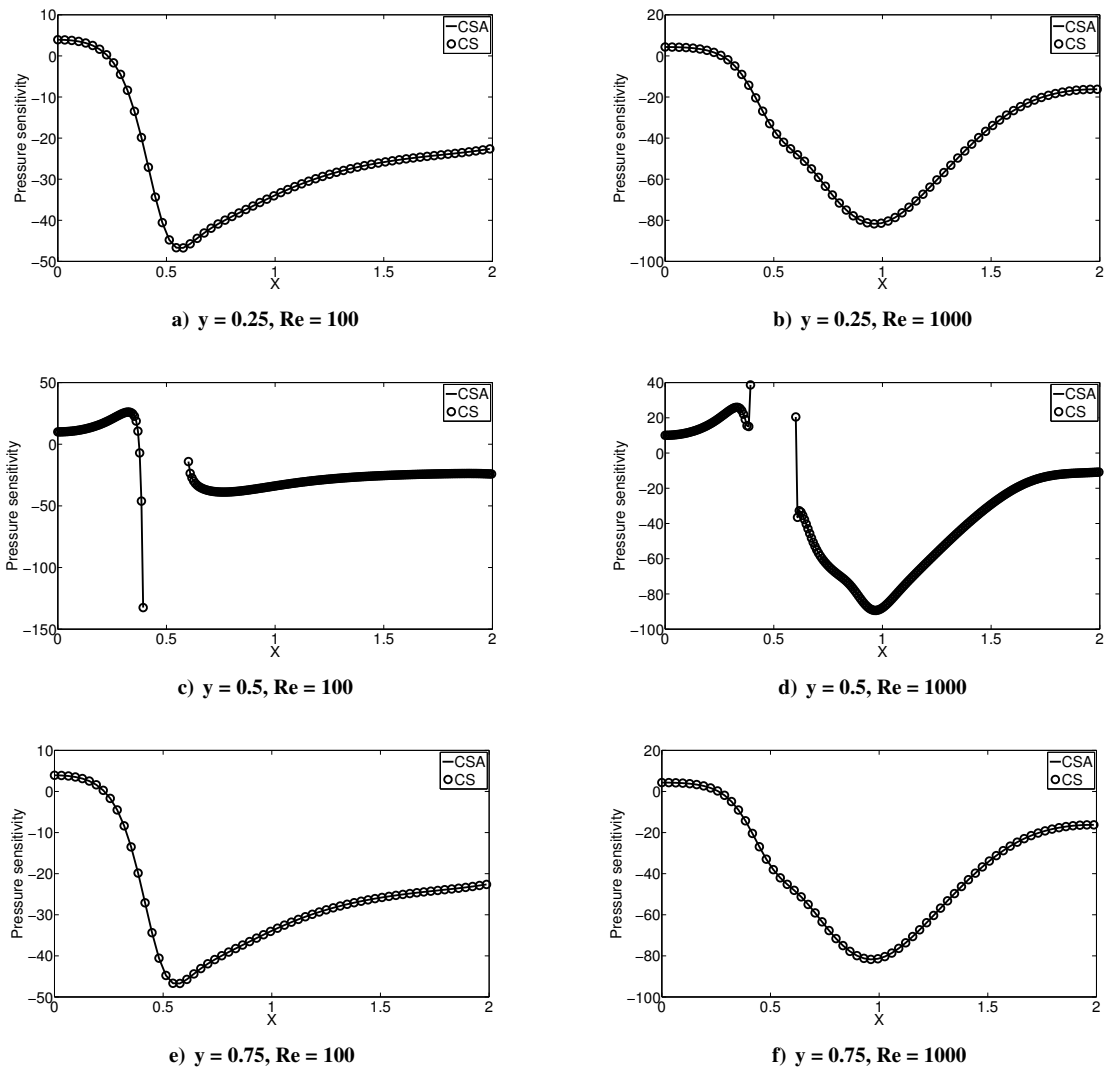 10
0
−10
−20
−30
−40
−50
0
0.5
1
1.5
2
Pressure sensitivity
X
CSA
CS
a) y = 0.25, Re = 100
20
0
−20
−40
−60
−80
−100
0
0.5
1
1.5
2
Pressure sensitivity
X
CSA
CS
b) y = 0.25, Re = 1000
50
0
−50
−100
−150
0
0.5
1
1.5
2
Pressure sensitivity
X
CSA
CS
c) y = 0.5, Re = 100
40
20
0
−20
−40
−60
−80
−100
0
0.5
1
1.5
2
Pressure sensitivity
X
CSA
CS
d) y = 0.5, Re = 1000
10
0
−10
−20
−30
−40
−50
0
0.5
1
1.5
2
Pressure sensitivity
X
CSA
CS
e) y = 0.75, Re = 100
20
0
−20
−40
−60
−80
−100
0
0.5
1
1.5
2
Pressure sensitivity
X
CSA
CS
f) y = 0.75, Re = 1000